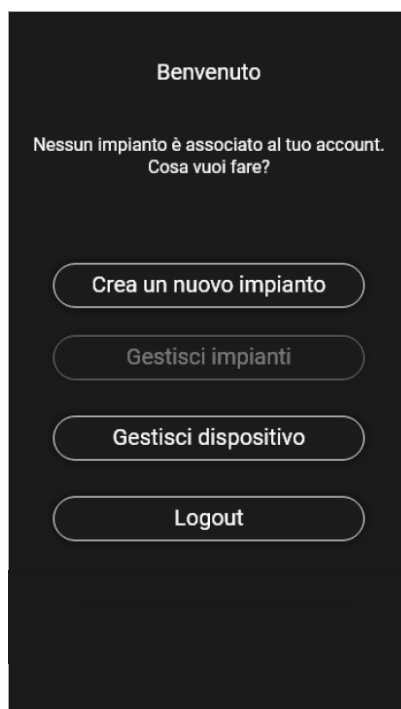 Benvenuto
Nessun impianto è associato al tuo account.
Cosa vuoi fare?
Crea un nuovo impianto
Gestisci impianti
Gestisci dispositivo
Logout